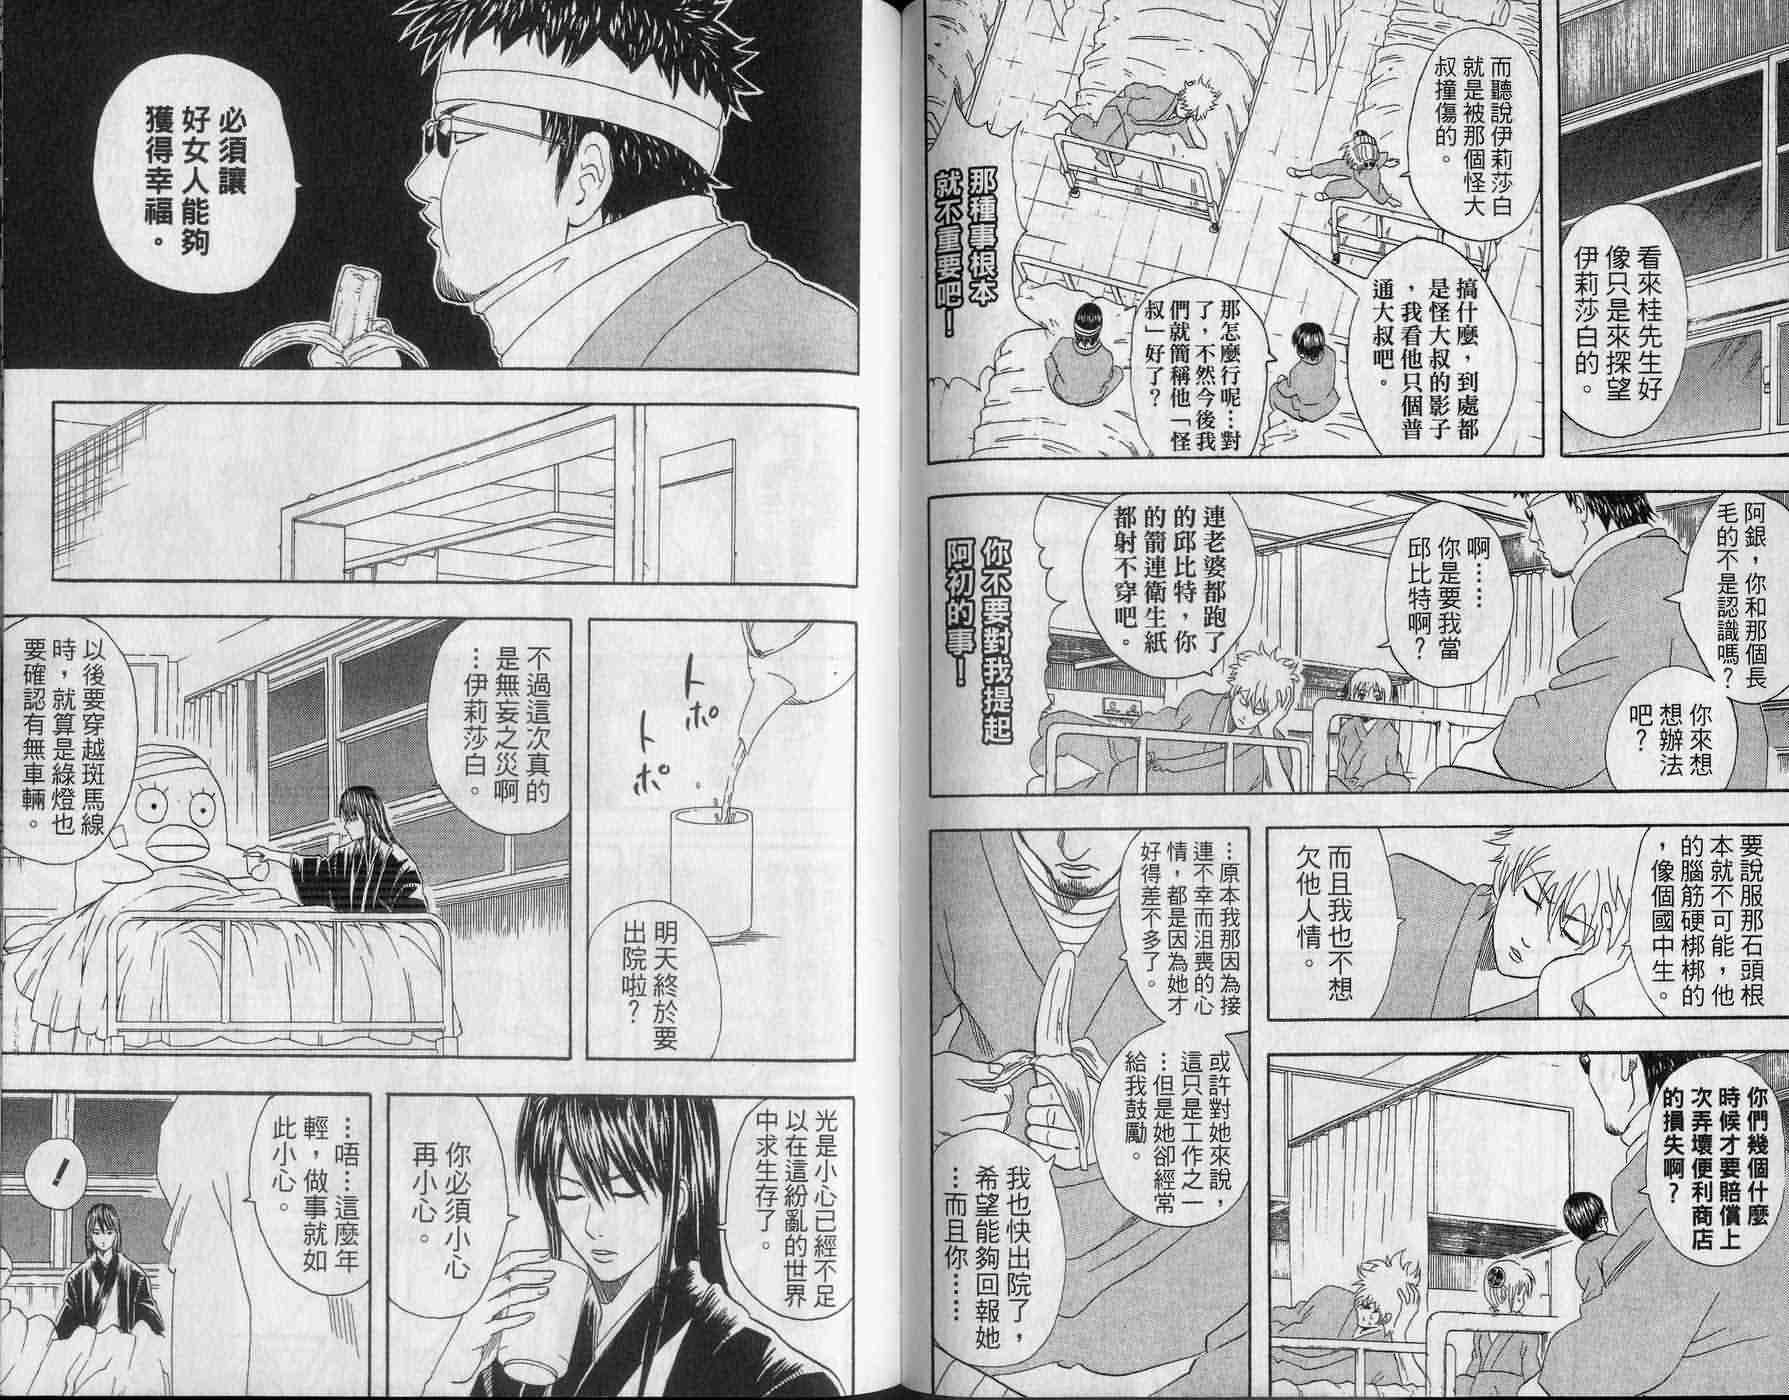 看來桂先生好
像只是來探望
伊莉莎白的。
而聽說伊莉莎白
就是被那個怪大
叔撞傷的。
搞什麼，到處都
是怪大叔的影子
，我看他只個普
通大叔吧。
那怎麼行呢…對
了，不然今後我
們就簡稱他「怪
叔」好了？
那種事根本
就不重要吧！
阿銀，你和那個長
毛的不是認識嗎？
你來想
想辦法
吧？
啊……
你是要我當
邱比特啊？
連老婆都跑了
的邱比特，你
的箭連衛生紙
都射不穿吧。
你不要對我提起
阿初的事！
要說服那石頭根
本就不可能，他
的腦筋硬梆梆的
，像個國中生。
而且我也不想
欠他人情。
你們幾個什麼
時候才要賠償上
次弄壞便利商店
的損失啊？
…原本我那因為接
連不幸而沮喪的心
情，都是因為她才
好得差不多了。
或許對她來說，
這只是工作之一
…但是她卻經常
給我鼓勵。
我也快出院了，
希望能夠回報她
…而且你……
必須讓
好女人能夠
獲得幸福。
トポ
トポ
明天終於要
出院啦？
不過這次真的
是無妄之災啊
…伊莉莎白。
以後要穿越斑馬線
時，就算是綠燈也
要確認有無車輛。
光是小心已經不足
以在這紛亂的世界
中求生存了。
你必須小心
再小心。
…唔…這麼年
輕，做事就如
此小心。
！